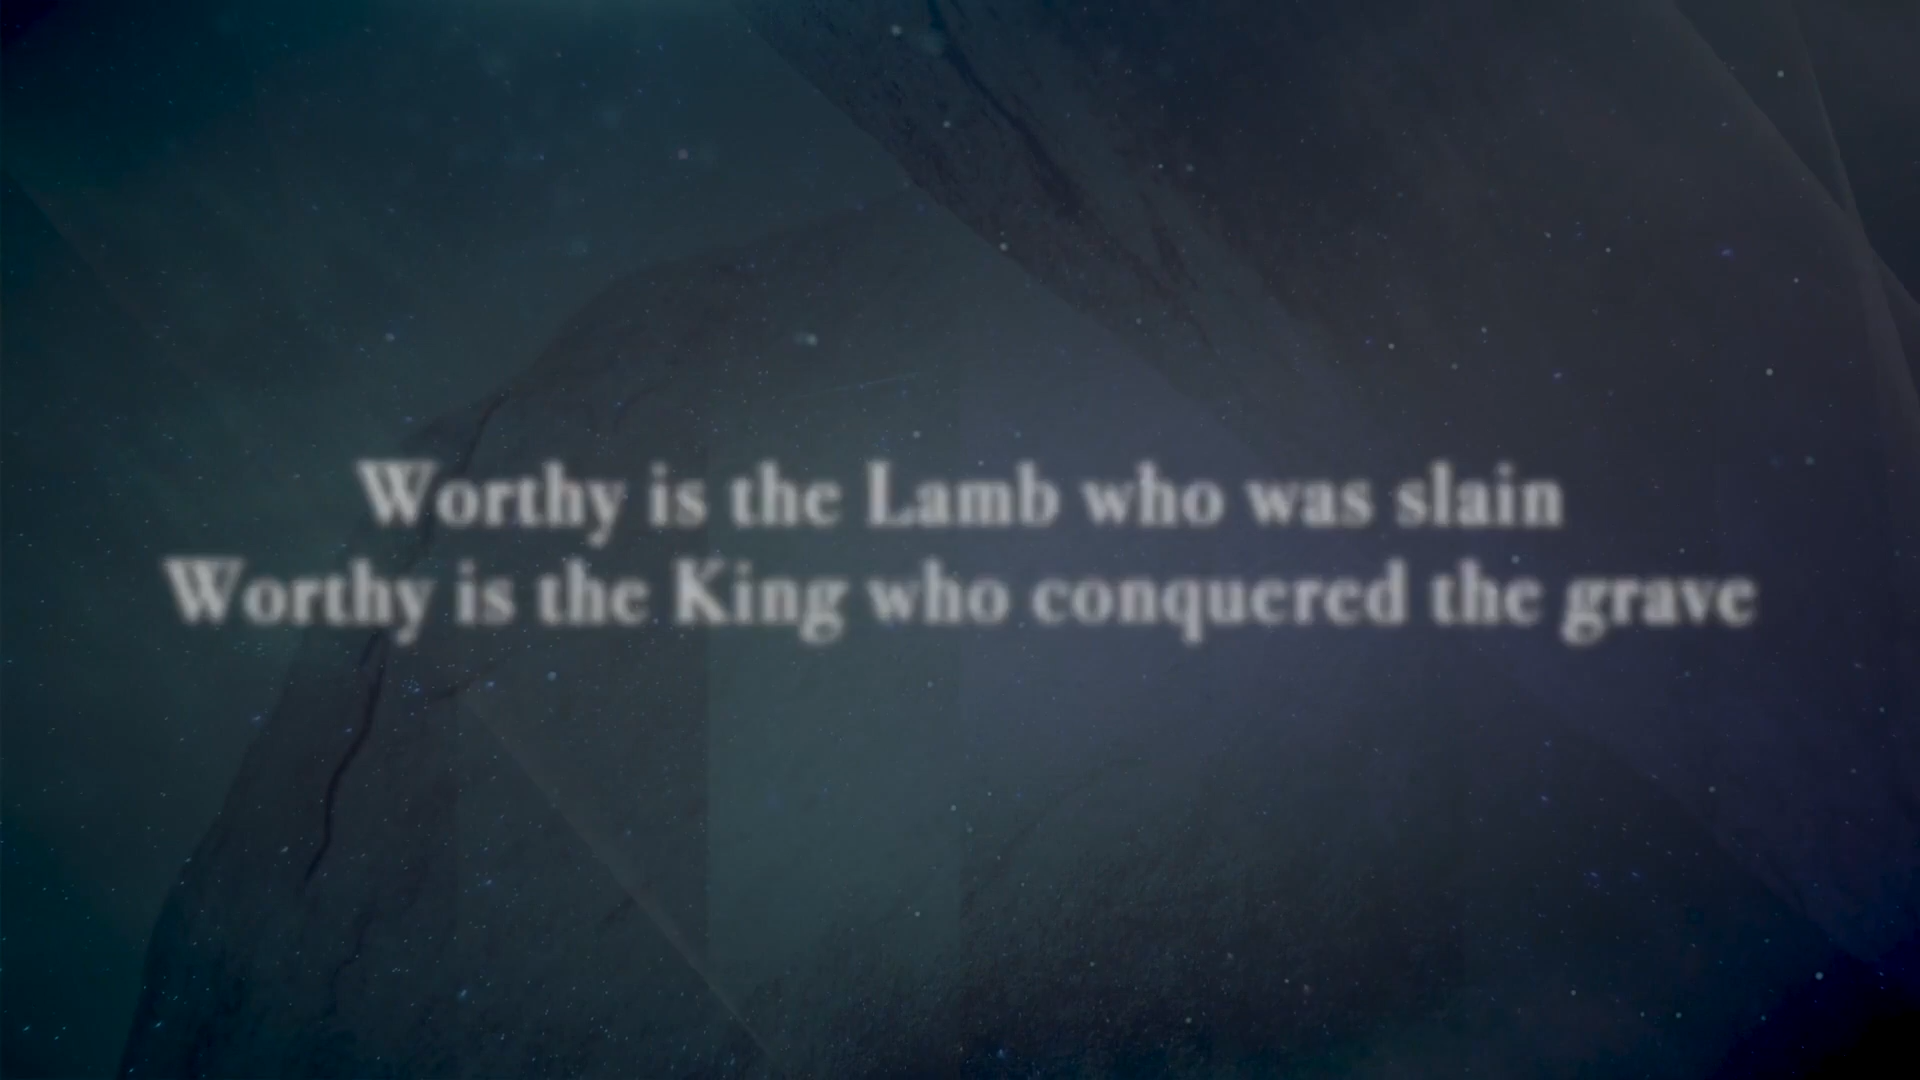 Worthy is the Lamb who was slain
Worthy is the King who conquered the grave